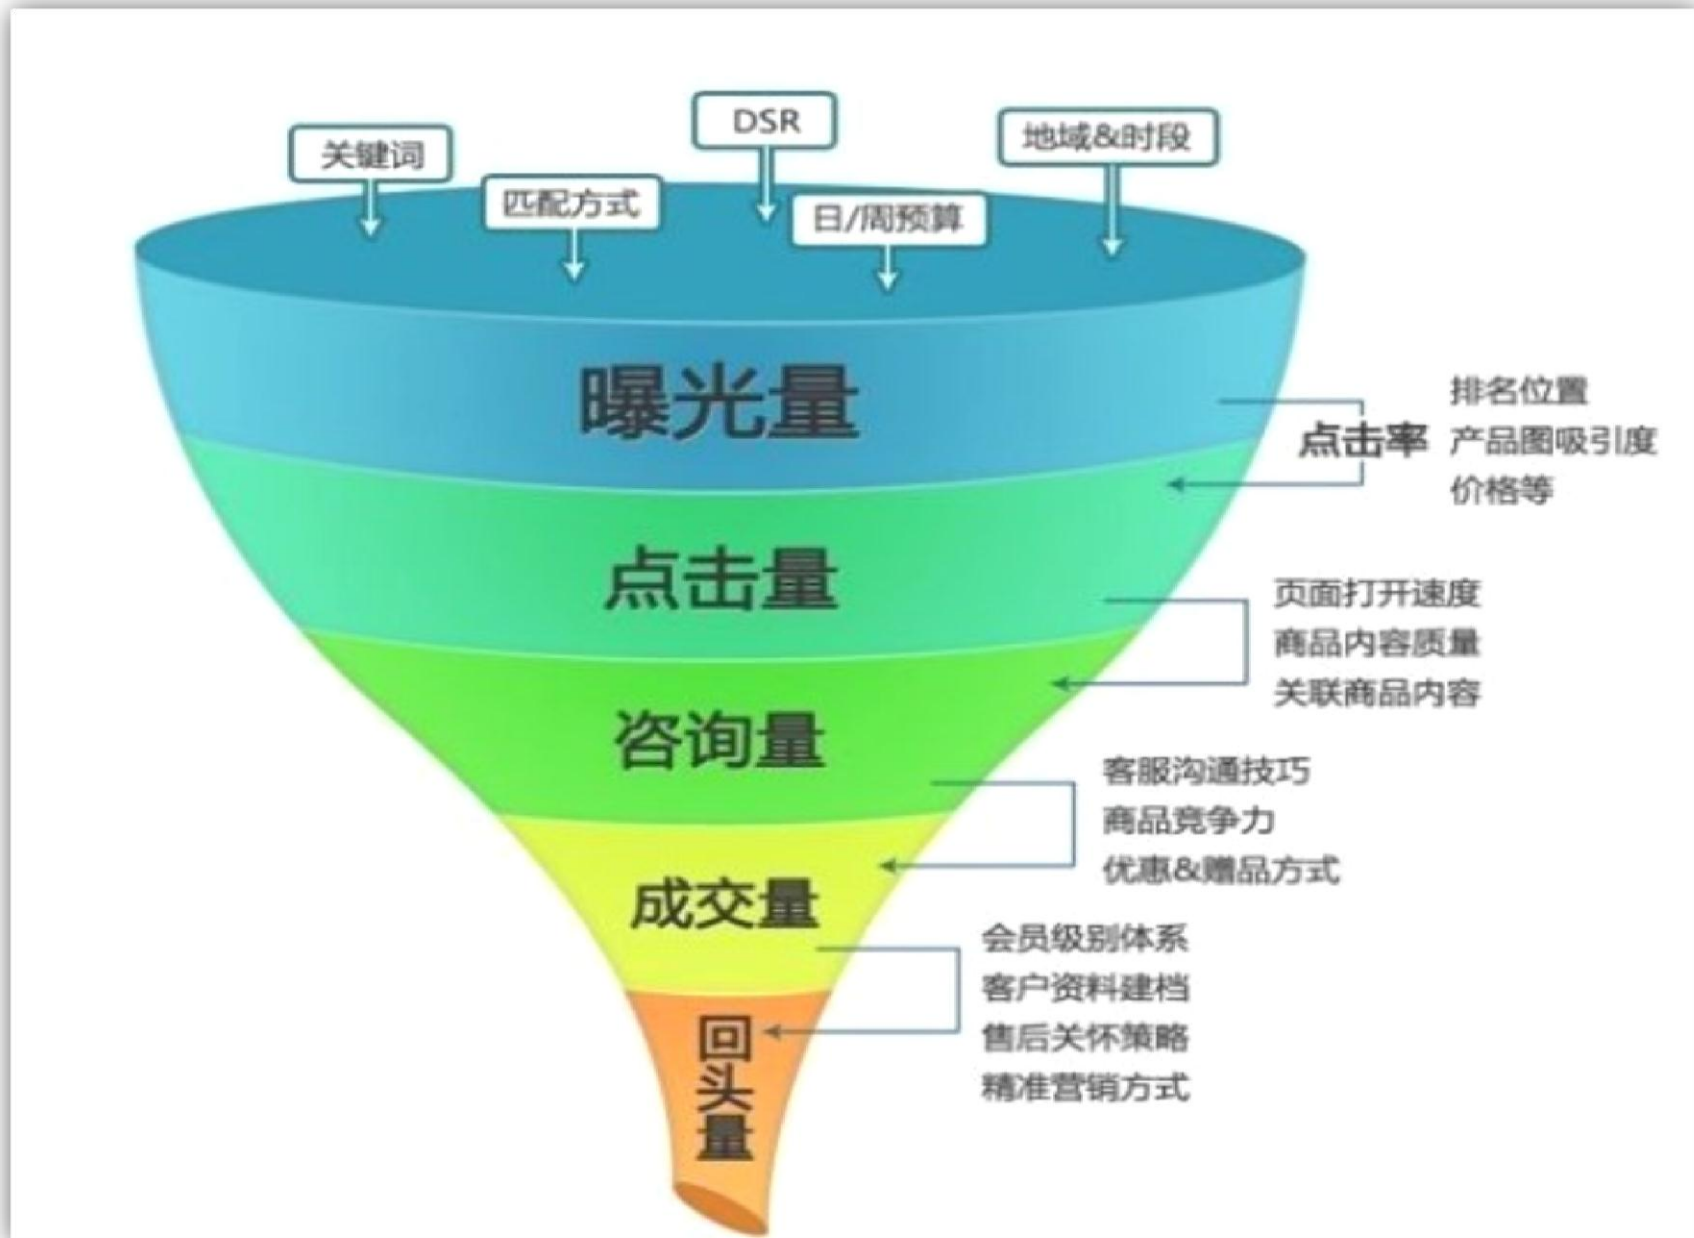 DSR
关键词
地域&时段
匹配方式
日/周预算
曝光量
点击率
排名位置
产品图吸引度
价格等
点击量
页面打开速度
商品内容质量
关联商品内容
咨询量
客服沟通技巧
商品竞争力
优惠&赠品方式
成交量
会员级别体系
客户资料建档
售后关怀策略
精准营销方式
回头量